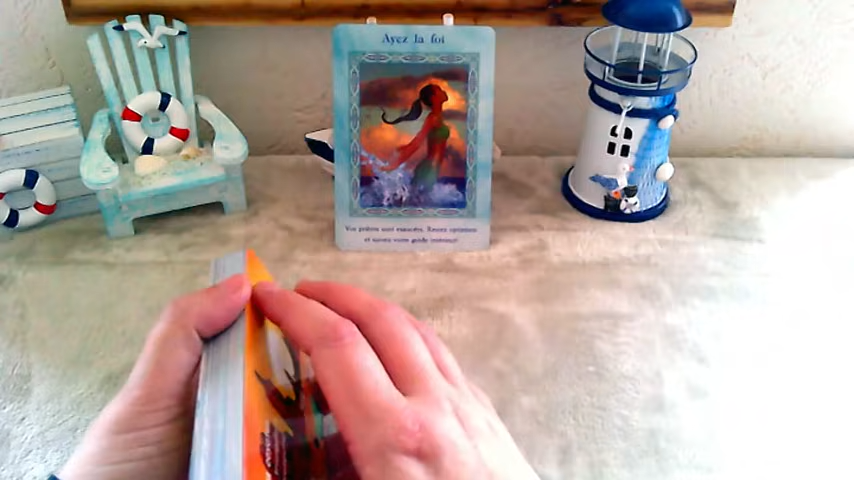 Ayez la foi
Vos prières sont exaucées. Restez optimiste
et suivez votre guide intérieur!